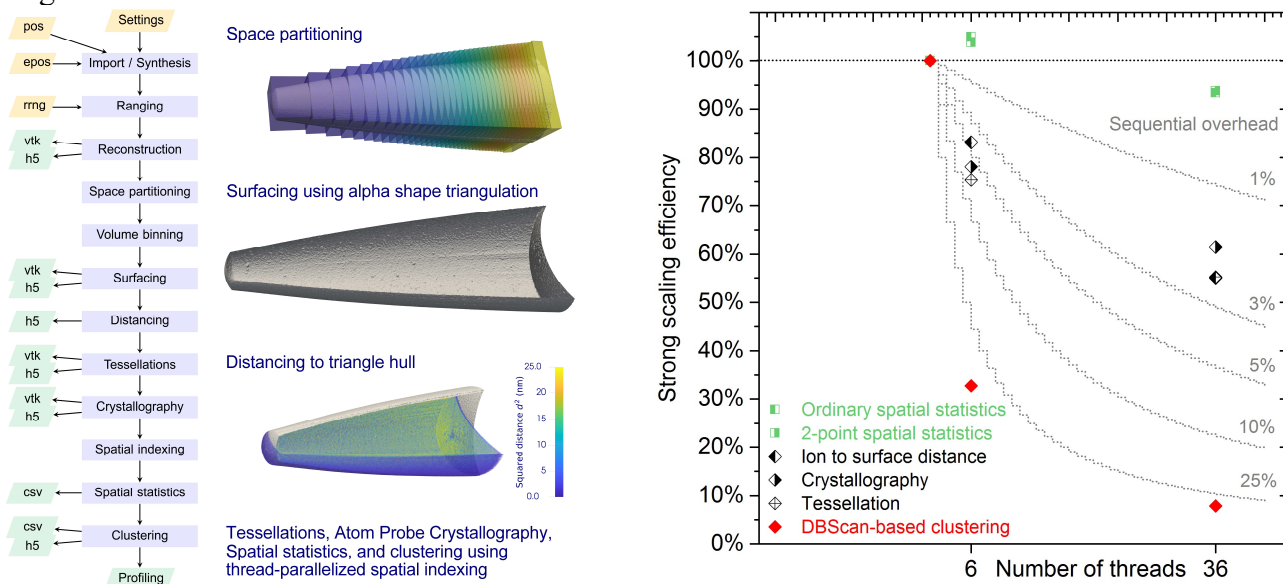 Settings
pos
epos
Import / Synthesis
rrng
Ranging
vtk
h5
Reconstruction
Space partitioning
Volume binning
vtk
h5
Surfacing
h5
Distancing
vtk
h5
Tessellations
vtk
h5
Crystallography
Spatial indexing
csv
Spatial statistics
csv
h5
Clustering
Profiling
Space partitioning
Surfacing using alpha shape triangulation
Distancing to triangle hull
Squared distance d² (nm)
25.0
20
15
10
5
0.0
Tessellations, Atom Probe Crystallography,
Spatial statistics, and clustering using
thread-parallelized spatial indexing
Strong scaling efficiency
100%
90%
80%
70%
60%
50%
40%
30%
20%
10%
0%
Sequential overhead
1%
3%
5%
10%
25%
Ordinary spatial statistics
2-point spatial statistics
Ion to surface distance
Crystallography
Tessellation
DBScan-based clustering
6 Number of threads 36